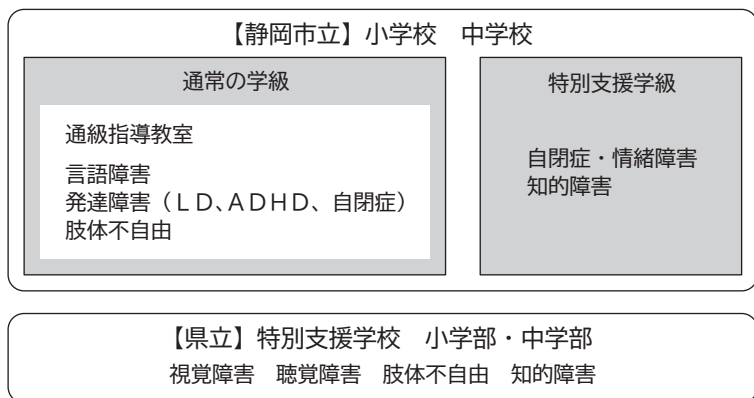 【静岡市立】小学校　中学校
通常の学級
通級指導教室
言語障害
発達障害（ＬＤ、ＡＤＨＤ、自閉症）
肢体不自由
特別支援学級
自閉症・情緒障害
知的障害
【県立】特別支援学校　小学部・中学部
視覚障害　聴覚障害　肢体不自由　知的障害